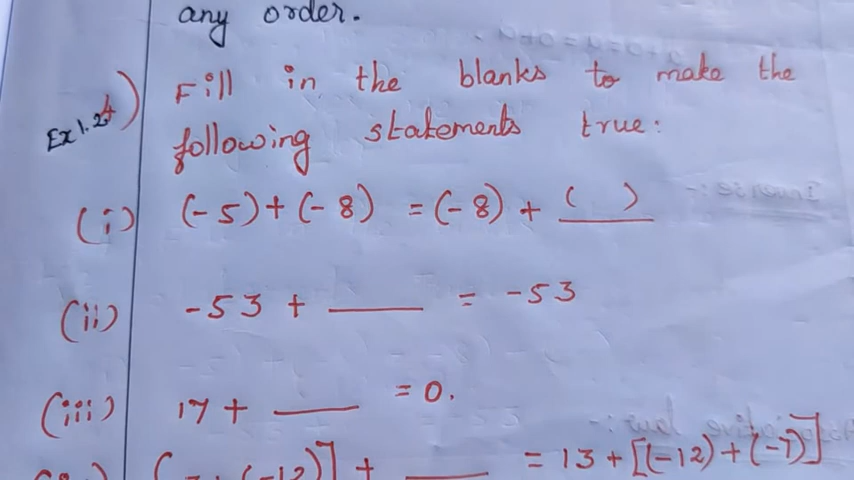 any order.
Ex 1.2 4) Fill in the blanks to make the
following statements true:
(i) (-5)+(-8) =(-8) + ( )
(ii) -53 + ____ = -53
(iii) 17 + ____ = 0.
(-12)] + ____ = 13 + [(-12) + (-7)]